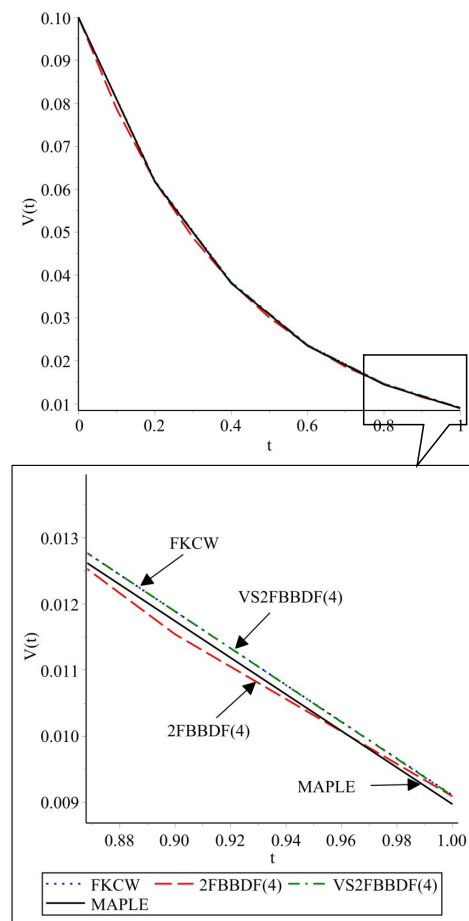 0.10
0.09
0.08
0.07
0.06
V(t)
0.05
0.04
0.03
0.02
0.01
0 0.2 0.4 0.6 0.8 1
t
0.013
FKCW
0.012
VS2FBBDF(4)
V(t)
0.011
2FBBDF(4)
0.010
MAPLE
0.009
0.88 0.90 0.92 0.94 0.96 0.98 1.00
t
FKCW 2FBBDF(4) VS2FBBDF(4)
MAPLE